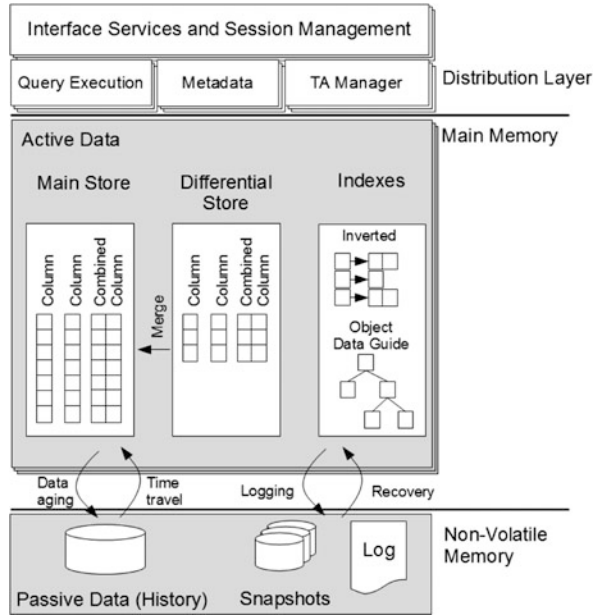 Interface Services and Session Management
Query Execution
Metadata
TA Manager
Distribution Layer
Active Data
Main Memory
Main Store
Differential
Store
Indexes
Column
Column
Combined
Column
Merge
Column
Column
Combined
Column
Inverted
Object
Data Guide
Data
aging
Time
travel
Logging
Recovery
Passive Data (History)
Snapshots
Log
Non-Volatile
Memory